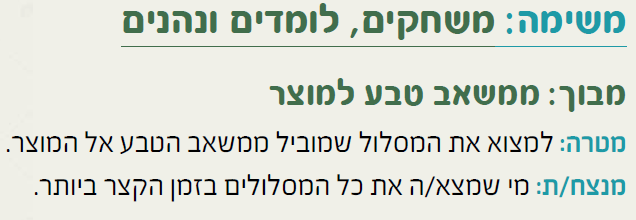 משימה: משחקים, לומדים ונהנים
מבוך: ממשאב טבע למוצר
מטרה: למצוא את המסלול שמוביל ממשאב הטבע אל המוצר.
מנצח/ת: מי שמצא/ה את כל המסלולים בזמן הקצר ביותר.